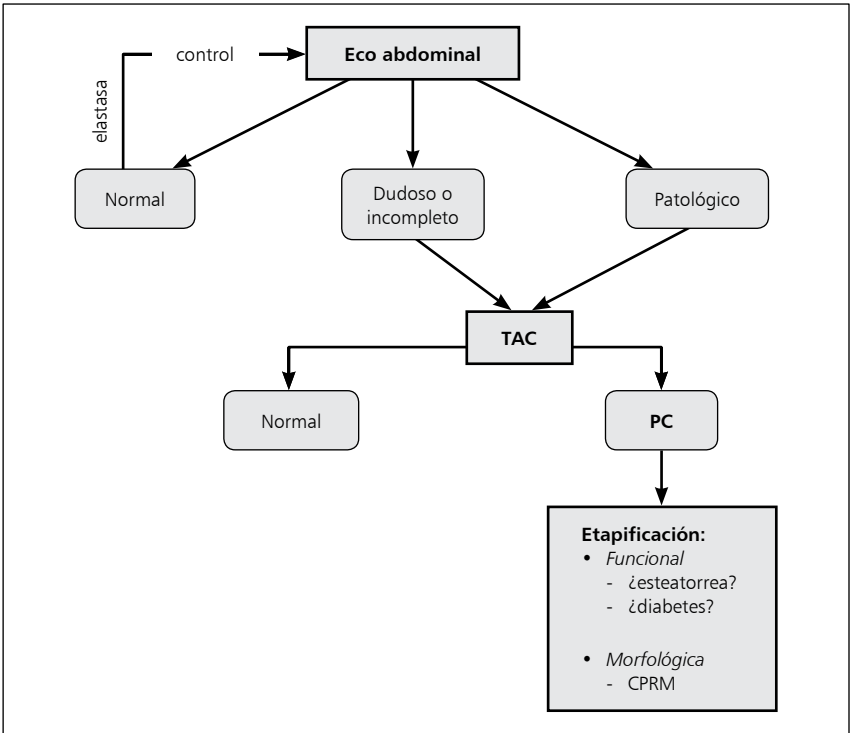 control
Eco abdominal
elastasa
Normal
Dudoso o
incompleto
Patológico
TAC
Normal
PC
Etapificación:
• Funcional
- ¿esteatorrea?
- ¿diabetes?
• Morfológica
- CPRM